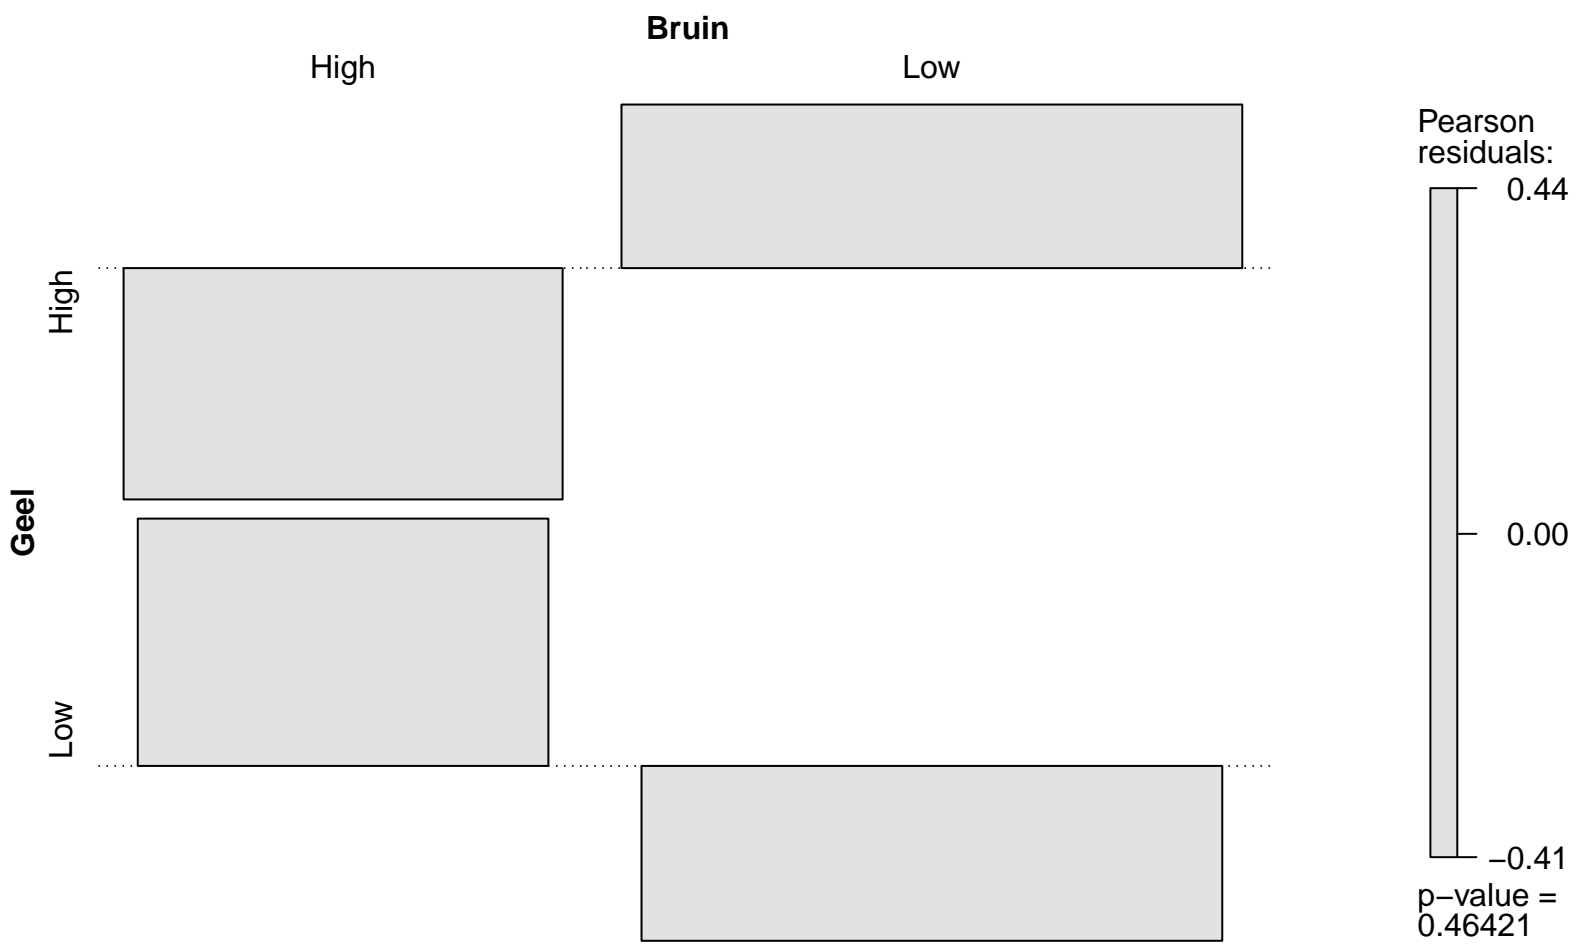 Bruin
High
Low
Geel
High
Low
Pearson
residuals:
0.44
0.00
−0.41
p−value =
0.46421